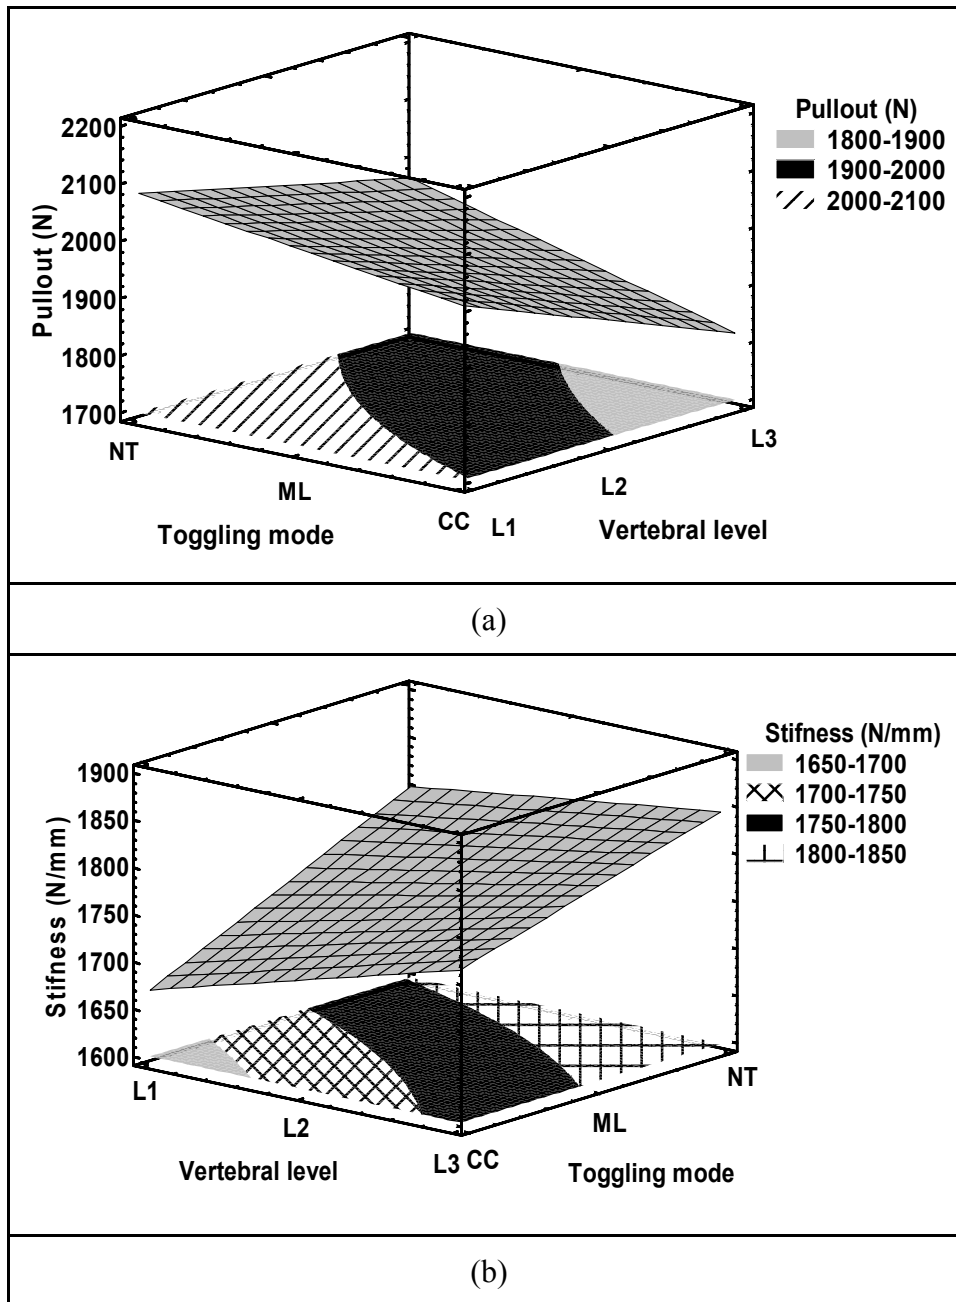 Pullout (N)
1800-1900
1900-2000
2000-2100
2200
2100
2000
1900
1800
1700
Pullout (N)
NT
ML
CC
Toggling mode
L1
L2
L3
Vertebral level
(a)
Stifness (N/mm)
1650-1700
1700-1750
1750-1800
1800-1850
1900
1850
1800
1750
1700
1650
1600
Stifness (N/mm)
L1
L2
L3
Vertebral level
CC
ML
NT
Toggling mode
(b)